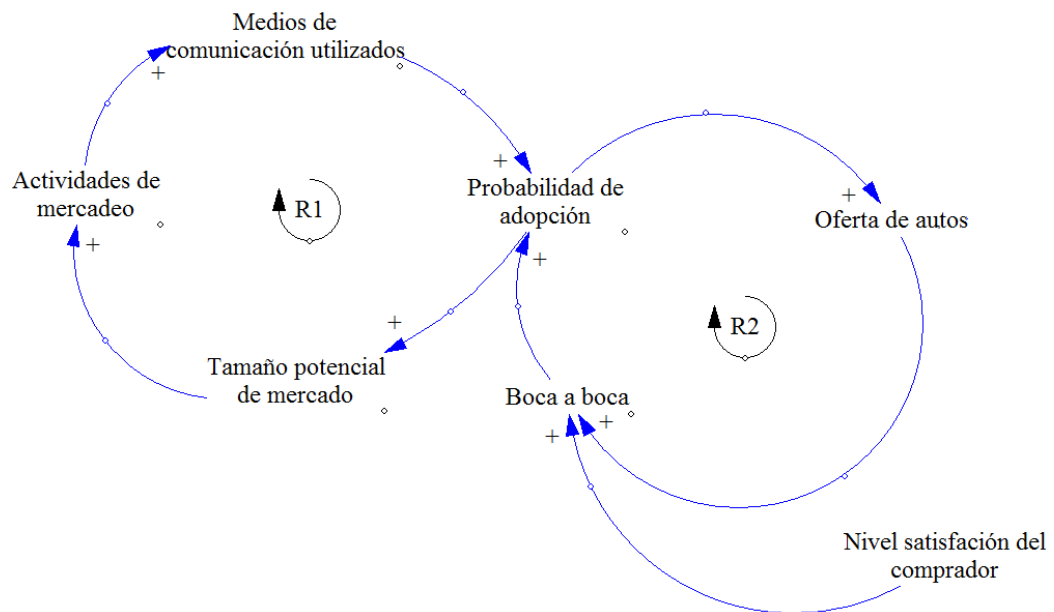 Medios de
comunicación utilizados
+
+
Actividades de
mercadeo
+
R1
Probabilidad de
adopción
+
+
Oferta de autos
+
R2
Tamaño potencial
de mercado
Boca a boca
+
+
Nivel satisfacción del
comprador